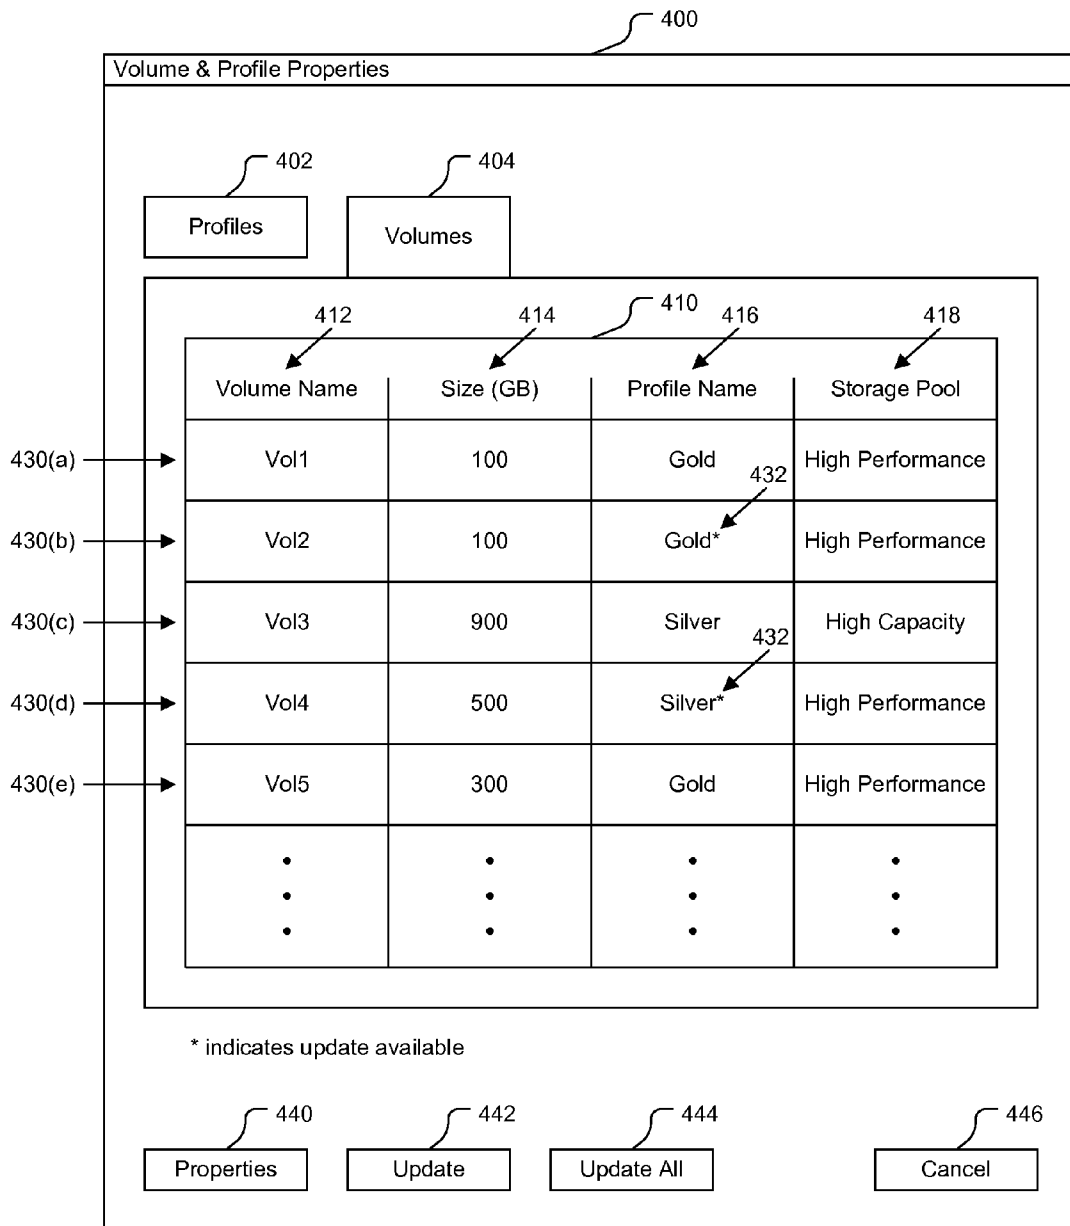 400
Volume & Profile Properties
402 404
Profiles Volumes
410
412 414 416 418
Volume Name Size (GB) Profile Name Storage Pool
430(a) Vol1 100 Gold High Performance
432
430(b) Vol2 100 Gold* High Performance
430(c) Vol3 900 Silver High Capacity
432
430(d) Vol4 500 Silver* High Performance
430(e) Vol5 300 Gold High Performance
* indicates update available
440 442 444 446
Properties Update Update All Cancel